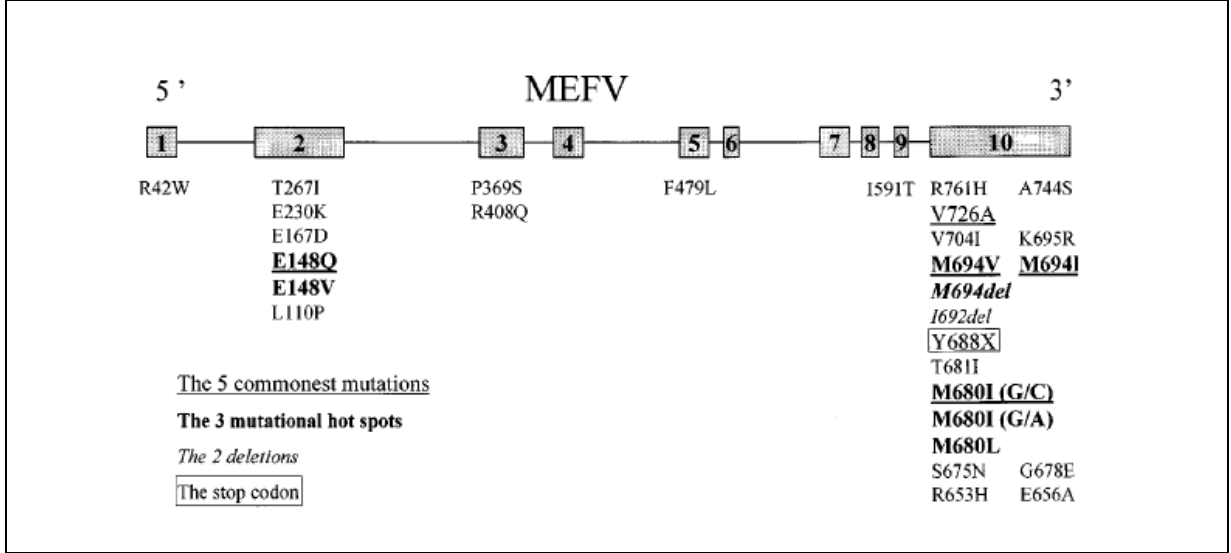 5 ’ MEFV 3’
1 2 3 4 5 6 7 8 9 10
R42W T267I P369S F479L I591T R761H A744S
E230K R408Q V726A
E167D V704I K695R
E148Q M694V M694I
E148V M694del
L110P I692del
Y688X
T681I
The 5 commonest mutations M680I (G/C)
The 3 mutational hot spots M680I (G/A)
The 2 deletions M680L
The stop codon S675N G678E
R653H E656A